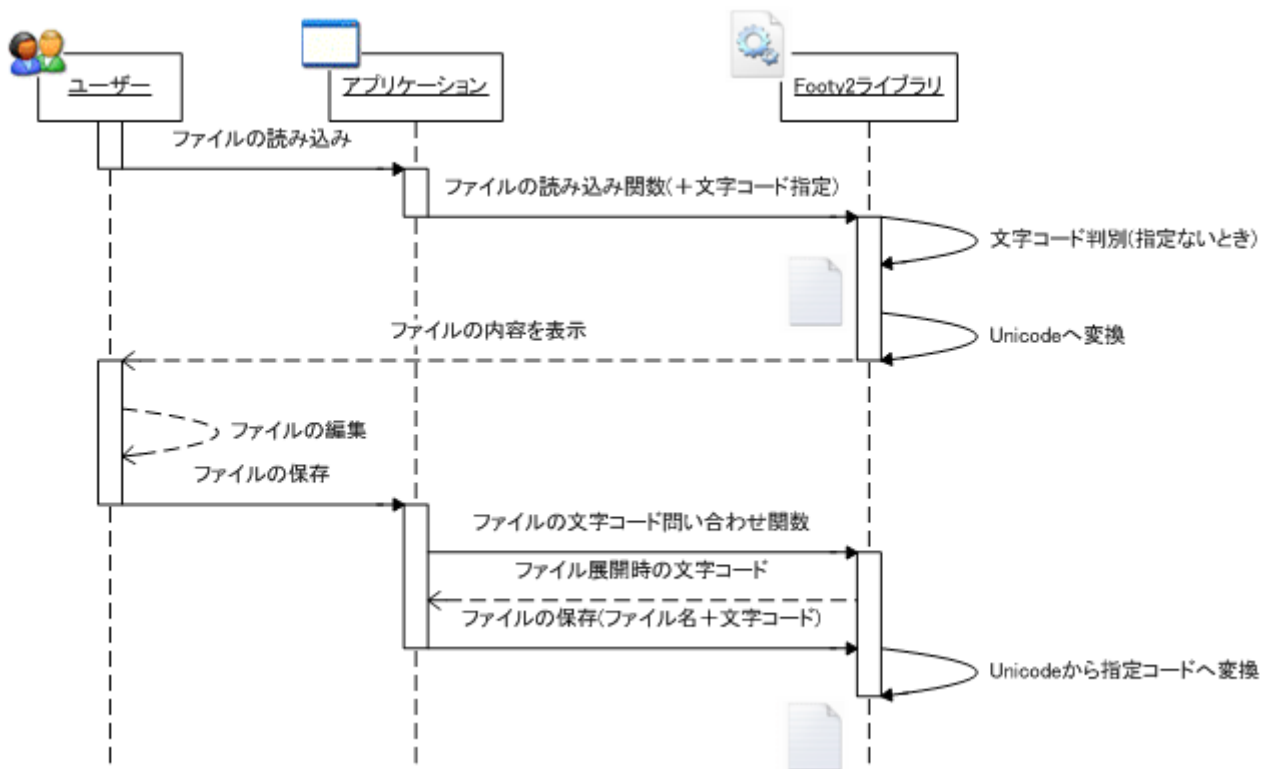 ユーザー
アプリケーション
Footy2ライブラリ
ファイルの読み込み
ファイルの読み込み関数(＋文字コード指定)
文字コード判別(指定ないとき)
ファイルの内容を表示
Unicodeへ変換
ファイルの編集
ファイルの保存
ファイルの文字コード問い合わせ関数
ファイル展開時の文字コード
ファイルの保存(ファイル名＋文字コード)
Unicodeから指定コードへ変換